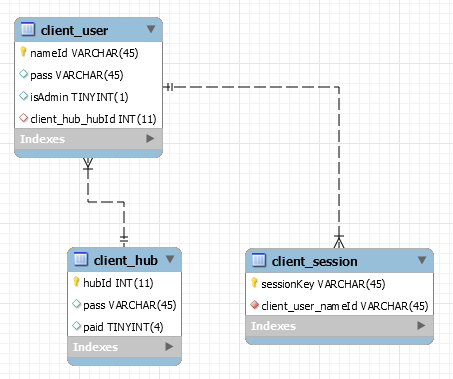 client_user
nameId VARCHAR(45)
pass VARCHAR(45)
isAdmin TINYINT(1)
client_hub_hubId INT(11)
Indexes
client_hub
hubId INT(11)
pass VARCHAR(45)
paid TINYINT(4)
Indexes
client_session
sessionKey VARCHAR(45)
client_user_nameId VARCHAR(45)
Indexes